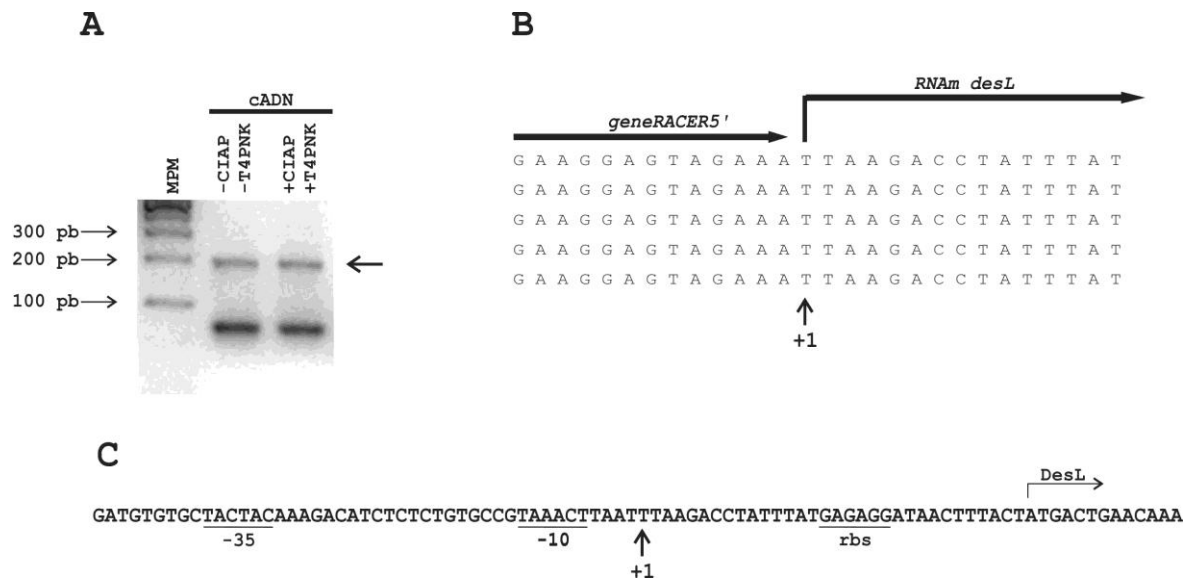 A
cADN
MPM
-CIAP
-T4PNK
+CIAP
+T4PNK
300 pb
200 pb
100 pb
B
geneRACER5'
RNAm desL
G A A G G A G T A G A A A T T A A G A C C T A T T T A T
G A A G G A G T A G A A A T T A A G A C C T A T T T A T
G A A G G A G T A G A A A T T A A G A C C T A T T T A T
G A A G G A G T A G A A A T T A A G A C C T A T T T A T
G A A G G A G T A G A A A T T A A G A C C T A T T T A T
+1
C
DesL
GATGTGTGCTACTACAAAGACATCTCTCTGTGCCGTAAACTTAATTTAAGACCTATTTATGAGAGGATAACTTTACTATGACTGAACAAA
-35
-10
rbs
+1